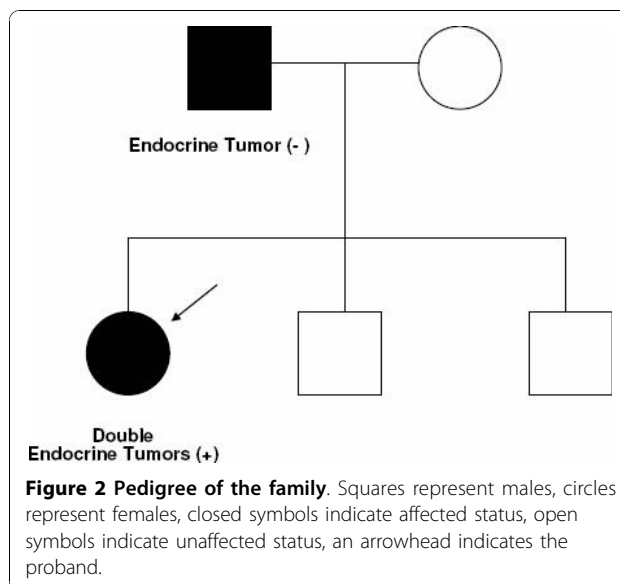 Endocrine Tumor (-)
Double
Endocrine Tumors (+)
Figure 2 Pedigree of the family. Squares represent males, circles
represent females, closed symbols indicate affected status, open
symbols indicate unaffected status, an arrowhead indicates the
proband.